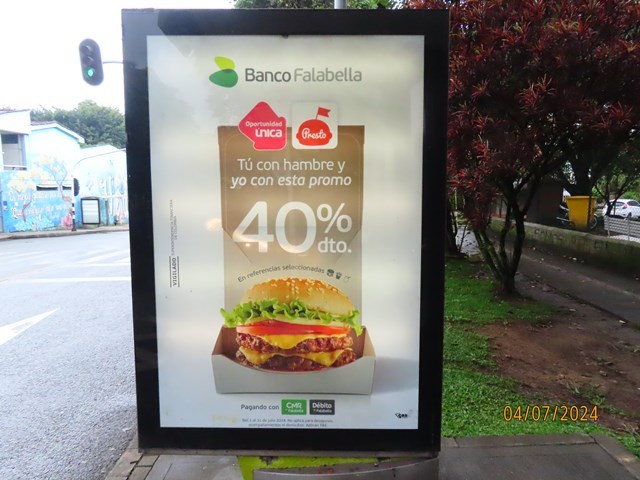 Banco Falabella
Oportunidad
única
Presto
Tú con hambre y
yo con esta promo
40%
dto.
En referencias seleccionadas
VIGILADO
Pagando con
CMR
Débito
04/07/2024